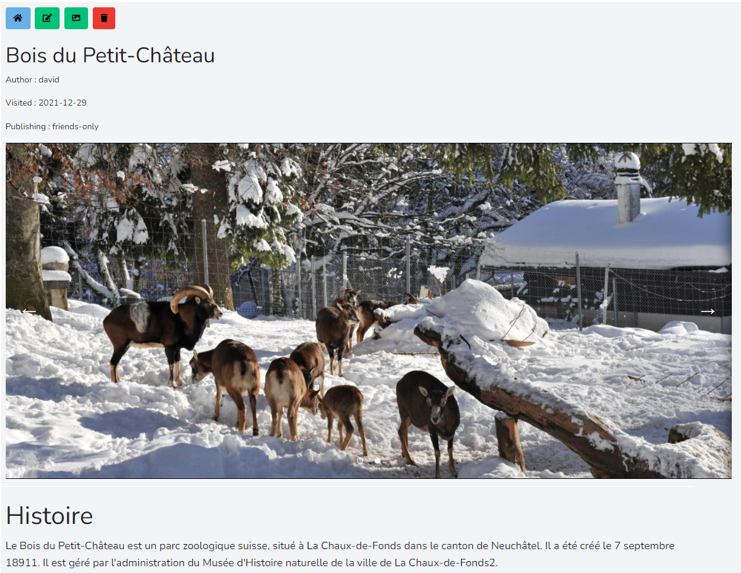 Bois du Petit-Château
Author : david
Visited : 2021-12-29
Publishing : friends-only
Histoire
Le Bois du Petit-Château est un parc zoologique suisse, situé à La Chaux-de-Fonds dans le canton de Neuchâtel. Il a été créé le 7 septembre
18911. Il est géré par l'administration du Musée d'Histoire naturelle de la ville de La Chaux-de-Fonds2.